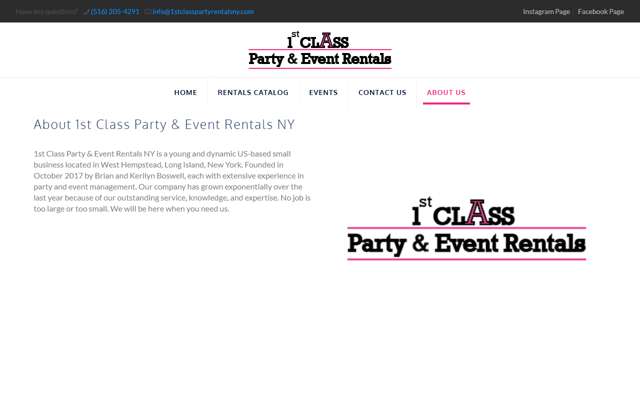 Have any questions? (516) 205-4291 info@1stclasspartyrentalsny.com Instagram Page Facebook Page
1st CLASS
Party & Event Rentals
HOME RENTALS CATALOG EVENTS CONTACT US ABOUT US
About 1st Class Party & Event Rentals NY
1st Class Party & Event Rentals NY is a young and dynamic US-based small
business located in West Hempstead, Long Island, New York. Founded in
October 2017 by Brian and Kerilyn Boswell, each with extensive experience in
party and event management. Our company has grown exponentially over the
last year because of our outstanding service, knowledge, and expertise. No job is
too large or too small. We will be here when you need us.
1st CLASS
Party & Event Rentals